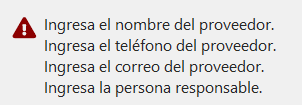 Ingresa el nombre del proveedor.
Ingresa el teléfono del proveedor.
Ingresa el correo del proveedor.
Ingresa la persona responsable.